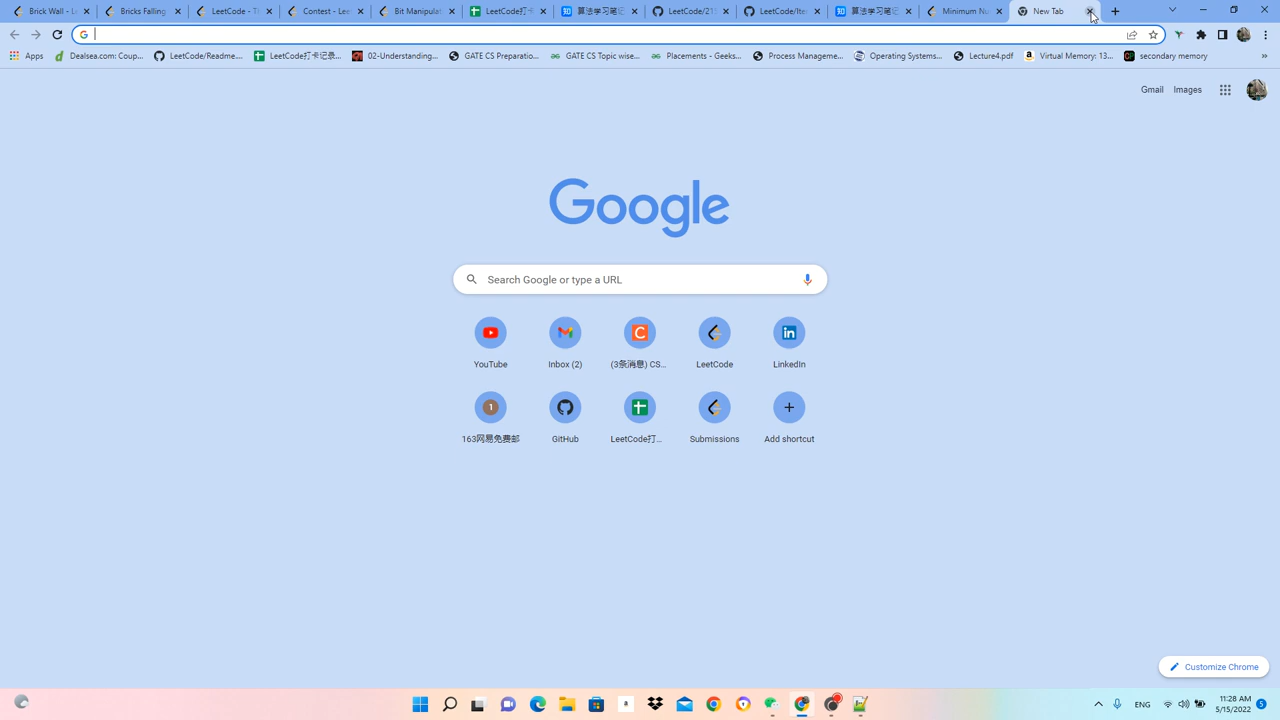 Brick Wall - L
Bricks Falling
LeetCode - T
Contest - Lee
Bit Manipulat
LeetCode打卡
算法学习笔记
LeetCode/21
LeetCode/Ite
算法学习笔记
Minimum Nu
New Tab
Apps
Dealsea.com: Coup...
LeetCode/Readme....
LeetCode打卡记录...
02-Understanding...
GATE CS Preparatio...
GATE CS Topic wise...
Placements - Geeks...
Process Manageme...
Operating Systems...
Lecture4.pdf
Virtual Memory: 13...
secondary memory
»
Gmail
Images
Google
Search Google or type a URL
YouTube
Inbox (2)
(3条消息) CS...
LeetCode
LinkedIn
163网易免费邮
GitHub
LeetCode打...
Submissions
Add shortcut
Customize Chrome
ENG
11:28 AM
5/15/2022